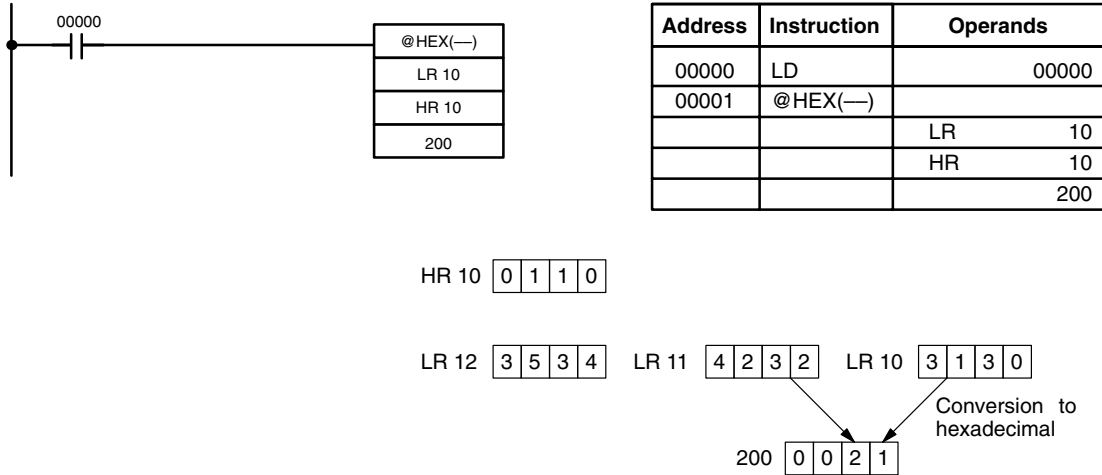 00000
@HEX(––)
LR 10
HR 10
200
Address Instruction Operands
00000 LD 00000
00001 @HEX(––)
LR 10
HR 10
200
HR 10 0 1 1 0
LR 12 3 5 3 4 LR 11 4 2 3 2 LR 10 3 1 3 0
Conversion to
hexadecimal
200 0 0 2 1